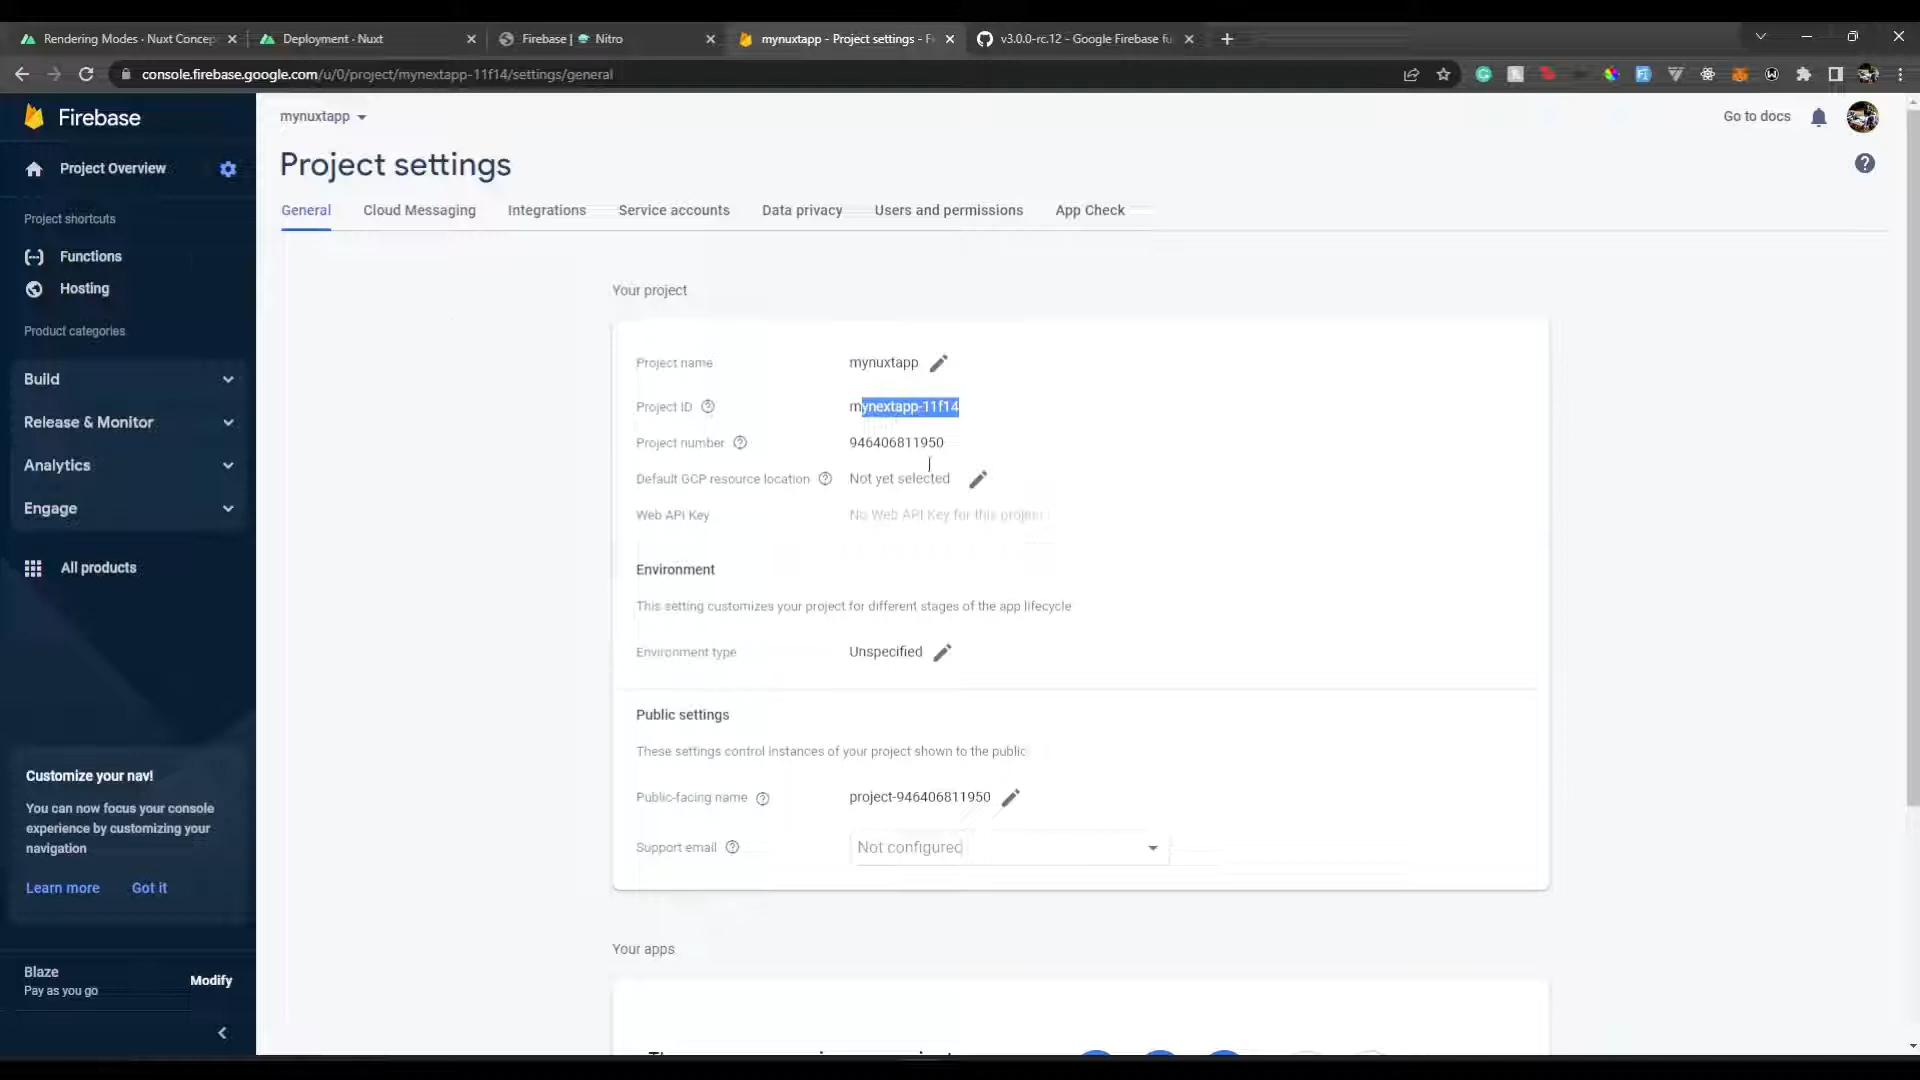 Rendering Modes · Nuxt Concep
Deployment · Nuxt
Firebase | Nitro
mynuxtapp - Project settings - F
v3.0.0-rc.12 - Google Firebase fu
console.firebase.google.com/u/0/project/mynextapp-11f14/settings/general
Firebase
mynuxtapp
Go to docs
Project Overview
Project settings
General
Cloud Messaging
Integrations
Service accounts
Data privacy
Users and permissions
App Check
Project shortcuts
Functions
Hosting
Product categories
Build
Release & Monitor
Analytics
Engage
All products
Your project
Project name
mynuxtapp
Project ID
mynextapp-11f14
Project number
946406811950
Default GCP resource location
Not yet selected
Web API Key
No Web API Key for this project
Environment
This setting customizes your project for different stages of the app lifecycle
Environment type
Unspecified
Public settings
These settings control instances of your project shown to the public
Public-facing name
project-946406811950
Support email
Not configured
Your apps
Customize your nav!
You can now focus your console
experience by customizing your
navigation
Learn more
Got it
Blaze
Pay as you go
Modify